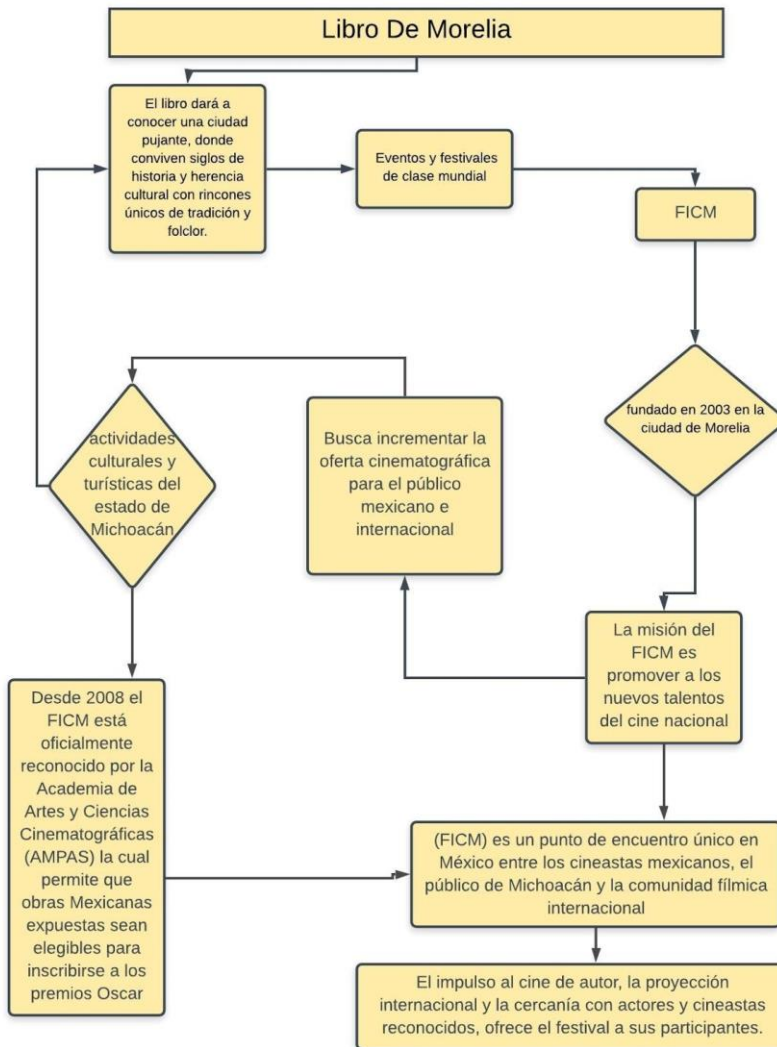 Libro De Morelia
El libro dará a
conocer una ciudad
pujante, donde
conviven siglos de
historia y herencia
cultural con rincones
únicos de tradición y
folclor.
Eventos y festivales
de clase mundial
FICM
fundado en 2003 en la
ciudad de Morelia
La misión del
FICM es
promover a los
nuevos talentos
del cine nacional
Busca incrementar la
oferta cinematográfica
para el público
mexicano e
internacional
actividades
culturales y
turísticas del
estado de
Michoacán
Desde 2008 el
FICM está
oficialmente
reconocido por la
Academia de
Artes y Ciencias
Cinematográficas
(AMPAS) la cual
permite que
obras Mexicanas
expuestas sean
elegibles para
inscribirse a los
premios Oscar
(FICM) es un punto de encuentro único en
México entre los cineastas mexicanos, el
público de Michoacán y la comunidad fílmica
internacional
El impulso al cine de autor, la proyección
internacional y la cercanía con actores y cineastas
reconocidos, ofrece el festival a sus participantes.